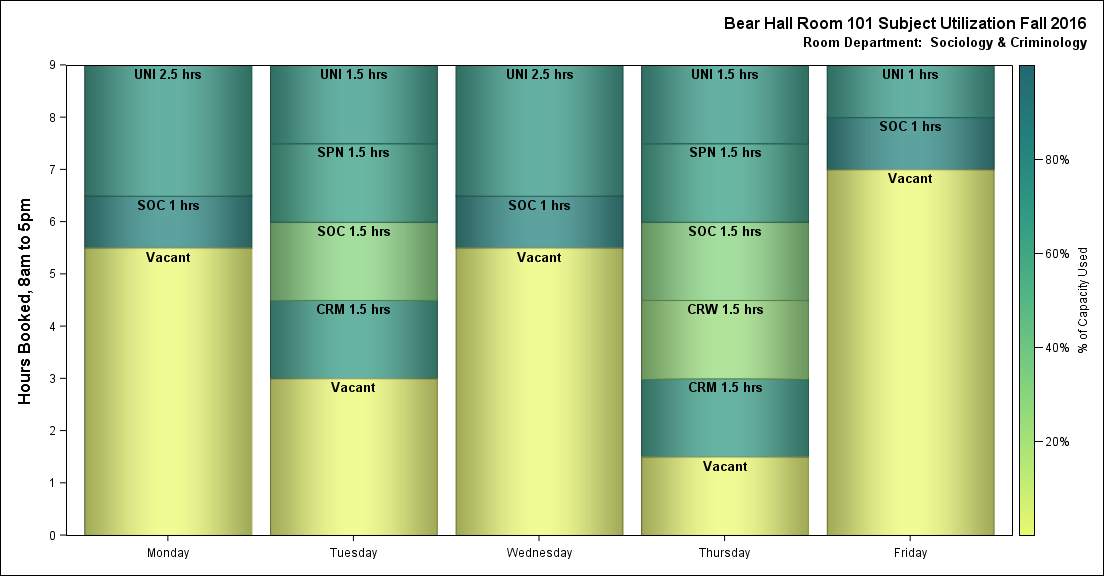 Bear Hall Room 101 Subject Utilization Fall 2016
Room Department: Sociology & Criminology
Hours Booked, 8am to 5pm
9
8
7
6
5
4
3
2
1
0
UNI 2.5 hrs
SOC 1 hrs
Vacant
Monday
UNI 1.5 hrs
SPN 1.5 hrs
SOC 1.5 hrs
CRM 1.5 hrs
Vacant
Tuesday
UNI 2.5 hrs
SOC 1 hrs
Vacant
Wednesday
UNI 1.5 hrs
SPN 1.5 hrs
SOC 1.5 hrs
CRW 1.5 hrs
CRM 1.5 hrs
Vacant
Thursday
UNI 1 hrs
SOC 1 hrs
Vacant
Friday
80%
60%
40%
20%
% of Capacity Used